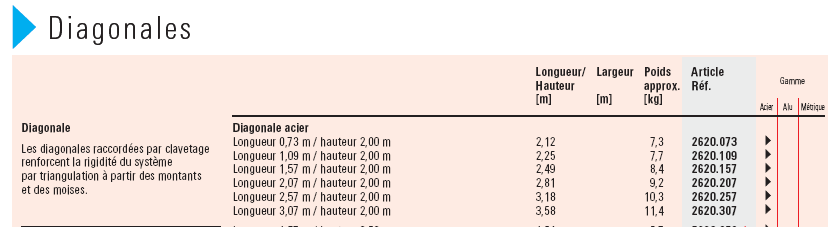 Diagonales
Longueur/ Largeur Poids Article Gamme
Hauteur approx. Réf.
[m] [m] [kg] Acier Alu Métrique
Diagonale Diagonale acier
Les diagonales raccordées par clavetage
renforcent la rigidité du système
par triangulation à partir des montants
et des moises.
Longueur 0,73 m / hauteur 2,00 m 2,12 7,3 2620.073
Longueur 1,09 m / hauteur 2,00 m 2,25 7,7 2620.109
Longueur 1,57 m / hauteur 2,00 m 2,49 8,4 2620.157
Longueur 2,07 m / hauteur 2,00 m 2,81 9,2 2620.207
Longueur 2,57 m / hauteur 2,00 m 3,18 10,3 2620.257
Longueur 3,07 m / hauteur 2,00 m 3,58 11,4 2620.307